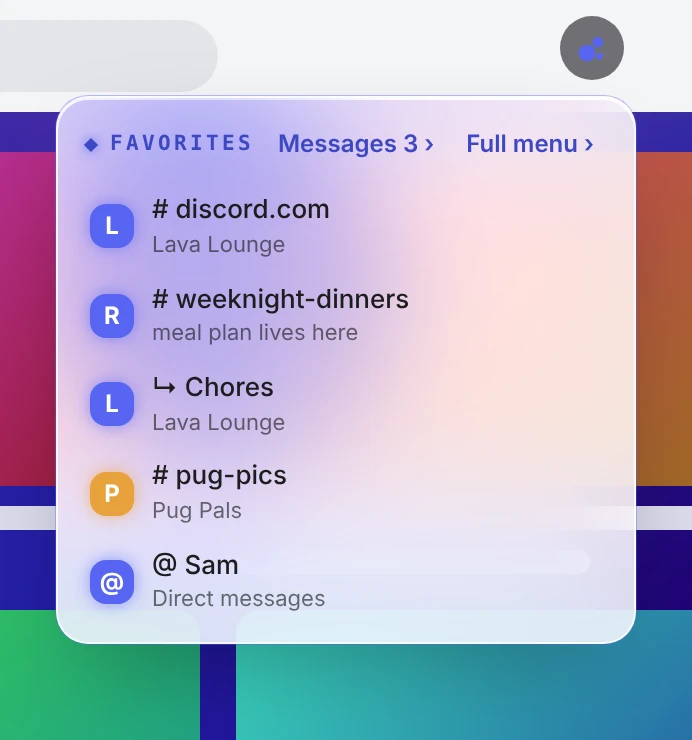 ◆ FAVORITES Messages 3 › Full menu ›
L # discord.com
Lava Lounge
R # weeknight-dinners
meal plan lives here
L ↳ Chores
Lava Lounge
P # pug-pics
Pug Pals
@ @ Sam
Direct messages